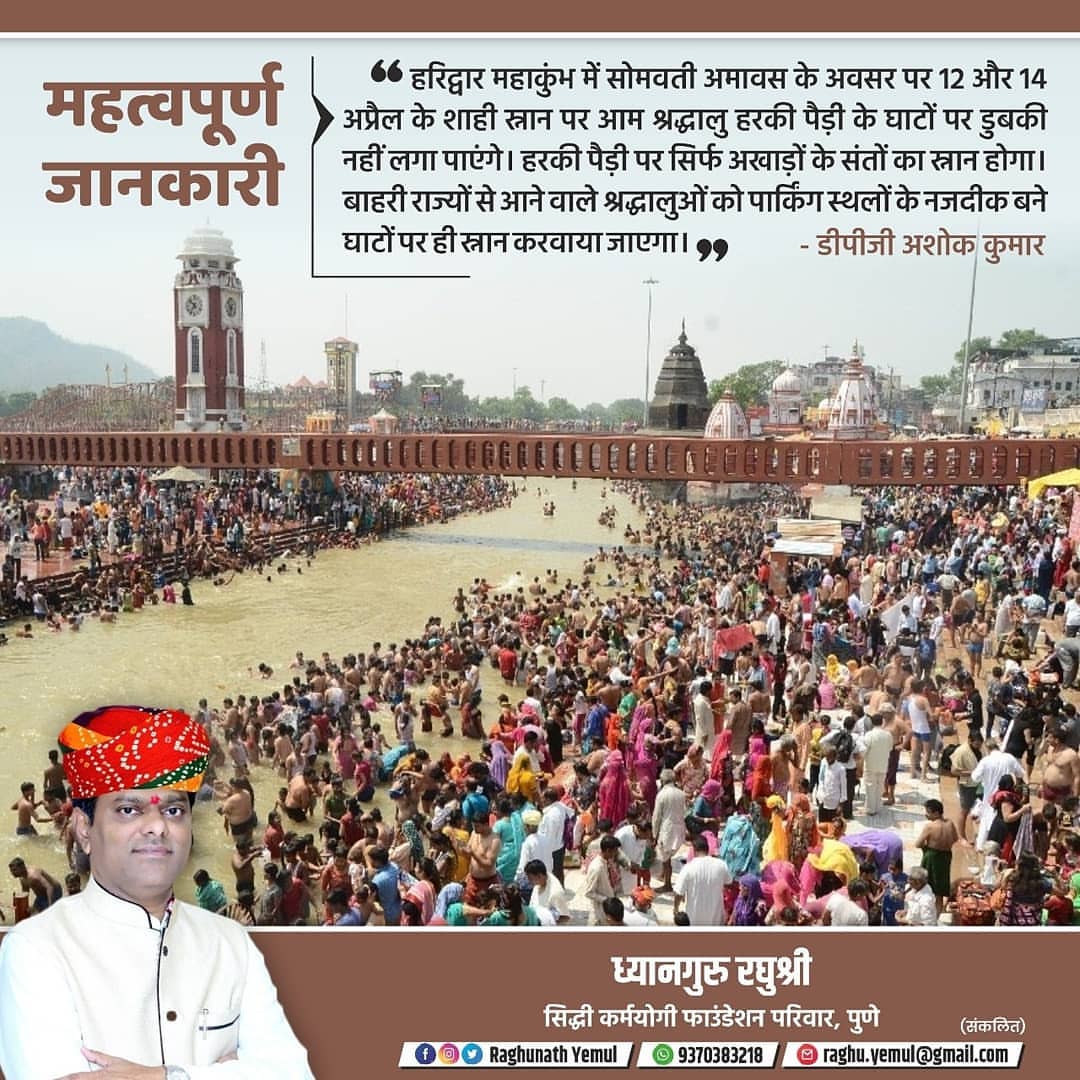 महत्वपूर्ण
जानकारी
❝ हरिद्वार महाकुंभ में सोमवती अमावस के अवसर पर 12 और 14
अप्रैल के शाही स्नान पर आम श्रद्धालु हरकी पैड़ी के घाटों पर डुबकी
नहीं लगा पाएंगे। हरकी पैड़ी पर सिर्फ अखाड़ों के संतों का स्नान होगा।
बाहरी राज्यों से आने वाले श्रद्धालुओं को पार्किंग स्थलों के नजदीक बने
घाटों पर ही स्नान करवाया जाएगा। ❞ - डीपीजी अशोक कुमार
ध्यानगुरु रघुश्री
सिद्धी कर्मयोगी फाउंडेशन परिवार, पुणे
(संकलित)
Raghunath Yemul 9370383218 raghu.yemul@gmail.com